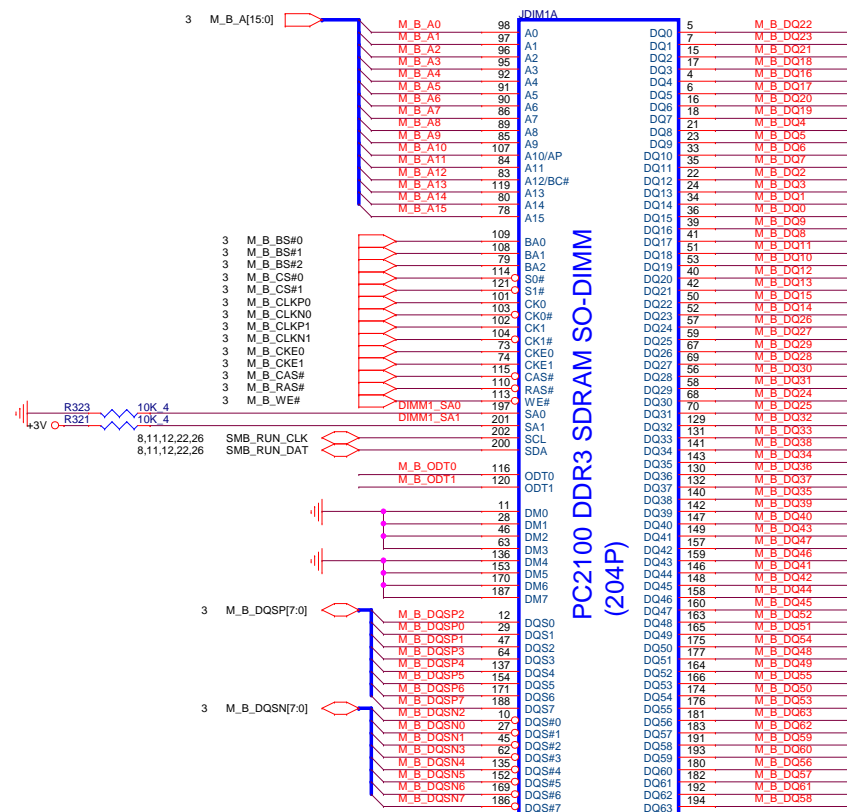 JDIM1A
3 M_B_A[15:0]
M_B_A0 98 A0
M_B_A1 97 A1
M_B_A2 96 A2
M_B_A3 95 A3
M_B_A4 92 A4
M_B_A5 91 A5
M_B_A6 90 A6
M_B_A7 86 A7
M_B_A8 89 A8
M_B_A9 85 A9
M_B_A10 107 A10/AP
M_B_A11 84 A11
M_B_A12 83 A12/BC#
M_B_A13 119 A13
M_B_A14 80 A14
M_B_A15 78 A15
3 M_B_BS#0 109 BA0
3 M_B_BS#1 108 BA1
3 M_B_BS#2 79 BA2
3 M_B_CS#0 114 S0#
3 M_B_CS#1 121 S1#
3 M_B_CLKP0 101 CK0
3 M_B_CLKN0 103 CK0#
3 M_B_CLKP1 102 CK1
3 M_B_CLKN1 104 CK1#
3 M_B_CKE0 73 CKE0
3 M_B_CKE1 74 CKE1
3 M_B_CAS# 115 CAS#
3 M_B_RAS# 110 RAS#
3 M_B_WE# 113 WE#
R323 10K_4 DIMM1_SA0 197 SA0
+3V R321 10K_4 DIMM1_SA1 201 SA1
8,11,12,22,26 SMB_RUN_CLK 202 SCL
8,11,12,22,26 SMB_RUN_DAT 200 SDA
M_B_ODT0 116 ODT0
M_B_ODT1 120 ODT1
11 DM0
28 DM1
46 DM2
63 DM3
136 DM4
153 DM5
170 DM6
187 DM7
3 M_B_DQSP[7:0]
M_B_DQSP2 12 DQS0
M_B_DQSP0 29 DQS1
M_B_DQSP1 47 DQS2
M_B_DQSP3 64 DQS3
M_B_DQSP4 137 DQS4
M_B_DQSP5 154 DQS5
M_B_DQSP6 171 DQS6
M_B_DQSP7 188 DQS7
3 M_B_DQSN[7:0]
M_B_DQSN2 10 DQS#0
M_B_DQSN0 27 DQS#1
M_B_DQSN1 45 DQS#2
M_B_DQSN3 62 DQS#3
M_B_DQSN4 135 DQS#4
M_B_DQSN5 152 DQS#5
M_B_DQSN6 169 DQS#6
M_B_DQSN7 186 DQS#7
PC2100 DDR3 SDRAM SO-DIMM
(204P)
DQ0 5 M_B_DQ22
DQ1 7 M_B_DQ23
DQ2 15 M_B_DQ21
DQ3 17 M_B_DQ18
DQ4 4 M_B_DQ16
DQ5 6 M_B_DQ17
DQ6 16 M_B_DQ20
DQ7 18 M_B_DQ19
DQ8 21 M_B_DQ4
DQ9 23 M_B_DQ5
DQ10 33 M_B_DQ6
DQ11 35 M_B_DQ7
DQ12 22 M_B_DQ2
DQ13 24 M_B_DQ3
DQ14 34 M_B_DQ1
DQ15 36 M_B_DQ0
DQ16 39 M_B_DQ9
DQ17 41 M_B_DQ8
DQ18 51 M_B_DQ11
DQ19 53 M_B_DQ10
DQ20 40 M_B_DQ12
DQ21 42 M_B_DQ13
DQ22 50 M_B_DQ15
DQ23 52 M_B_DQ14
DQ24 57 M_B_DQ26
DQ25 59 M_B_DQ27
DQ26 67 M_B_DQ29
DQ27 69 M_B_DQ28
DQ28 56 M_B_DQ30
DQ29 58 M_B_DQ31
DQ30 68 M_B_DQ24
DQ31 70 M_B_DQ25
DQ32 129 M_B_DQ32
DQ33 131 M_B_DQ33
DQ34 141 M_B_DQ38
DQ35 143 M_B_DQ34
DQ36 130 M_B_DQ36
DQ37 132 M_B_DQ37
DQ38 140 M_B_DQ35
DQ39 142 M_B_DQ39
DQ40 147 M_B_DQ40
DQ41 149 M_B_DQ43
DQ42 157 M_B_DQ47
DQ43 159 M_B_DQ46
DQ44 146 M_B_DQ41
DQ45 148 M_B_DQ42
DQ46 158 M_B_DQ44
DQ47 160 M_B_DQ45
DQ48 163 M_B_DQ52
DQ49 165 M_B_DQ51
DQ50 175 M_B_DQ54
DQ51 177 M_B_DQ48
DQ52 164 M_B_DQ49
DQ53 166 M_B_DQ55
DQ54 174 M_B_DQ50
DQ55 176 M_B_DQ53
DQ56 181 M_B_DQ63
DQ57 183 M_B_DQ62
DQ58 191 M_B_DQ59
DQ59 193 M_B_DQ60
DQ60 180 M_B_DQ56
DQ61 182 M_B_DQ57
DQ62 192 M_B_DQ61
DQ63 194 M_B_DQ58